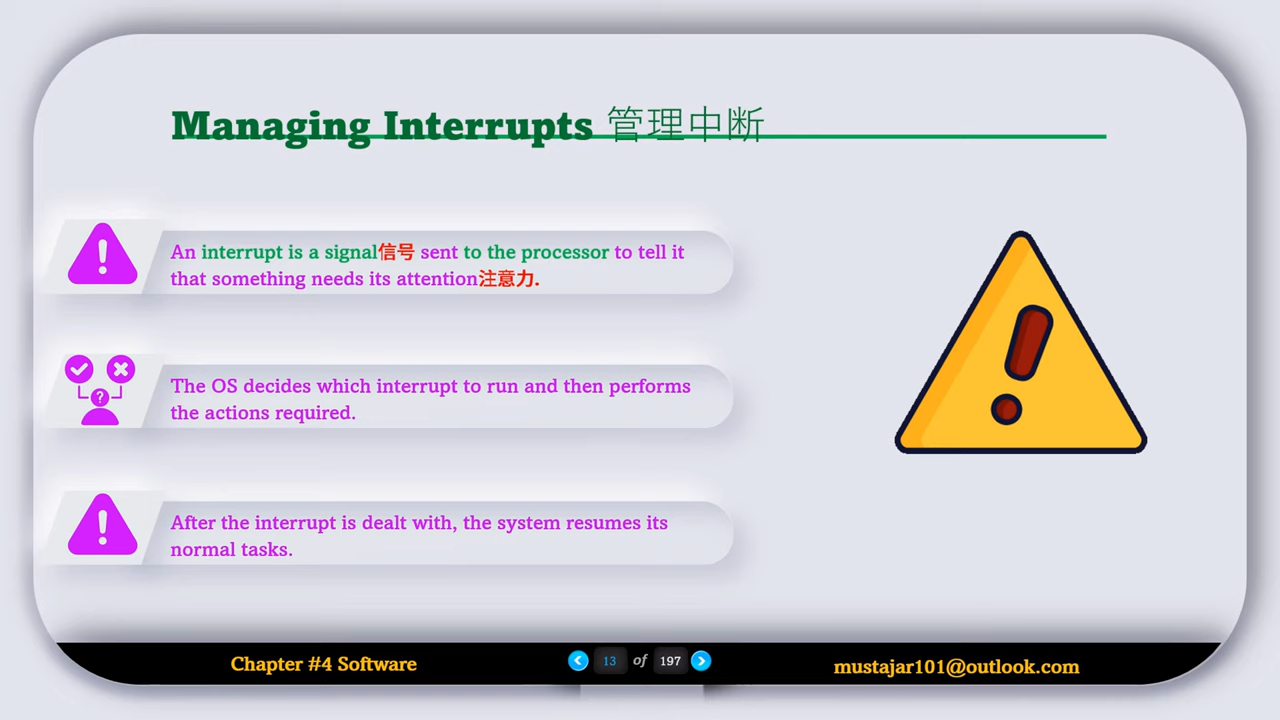 Managing Interrupts 管理中断
An interrupt is a signal信号 sent to the processor to tell it
that something needs its attention注意力.
The OS decides which interrupt to run and then performs
the actions required.
After the interrupt is dealt with, the system resumes its
normal tasks.
Chapter #4 Software
13 of 197
mustajar101@outlook.com